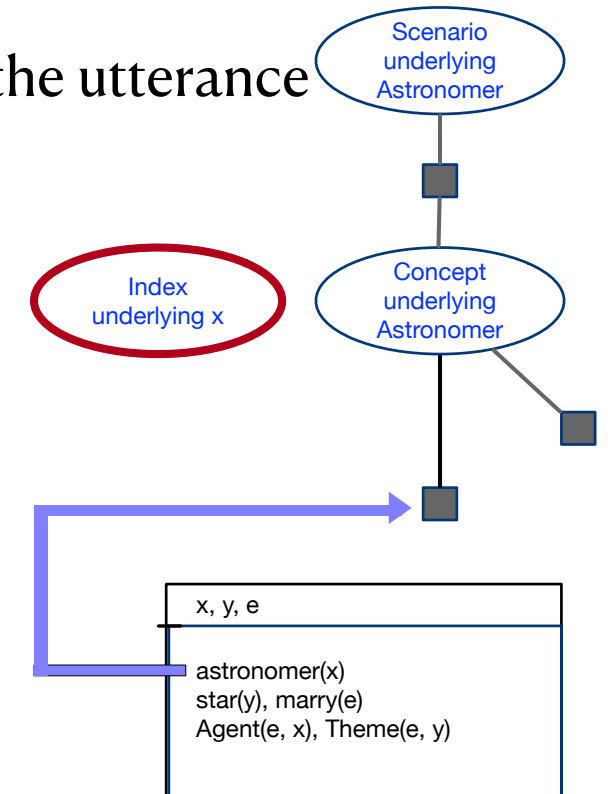 the utterance
Scenario
underlying
Astronomer
Index
underlying x
Concept
underlying
Astronomer
x, y, e
astronomer(x)
star(y), marry(e)
Agent(e, x), Theme(e, y)